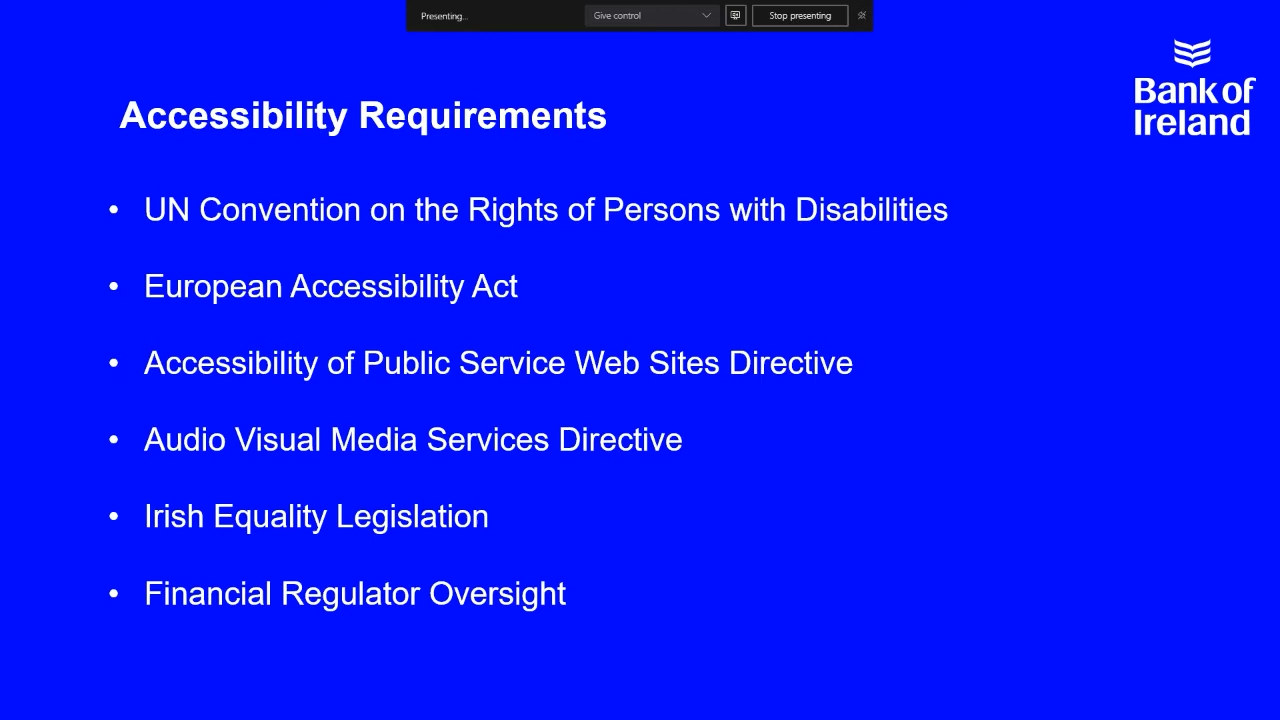 Presenting...
Give control
Stop presenting
Bank of
Ireland
Accessibility Requirements
• UN Convention on the Rights of Persons with Disabilities
• European Accessibility Act
• Accessibility of Public Service Web Sites Directive
• Audio Visual Media Services Directive
• Irish Equality Legislation
• Financial Regulator Oversight